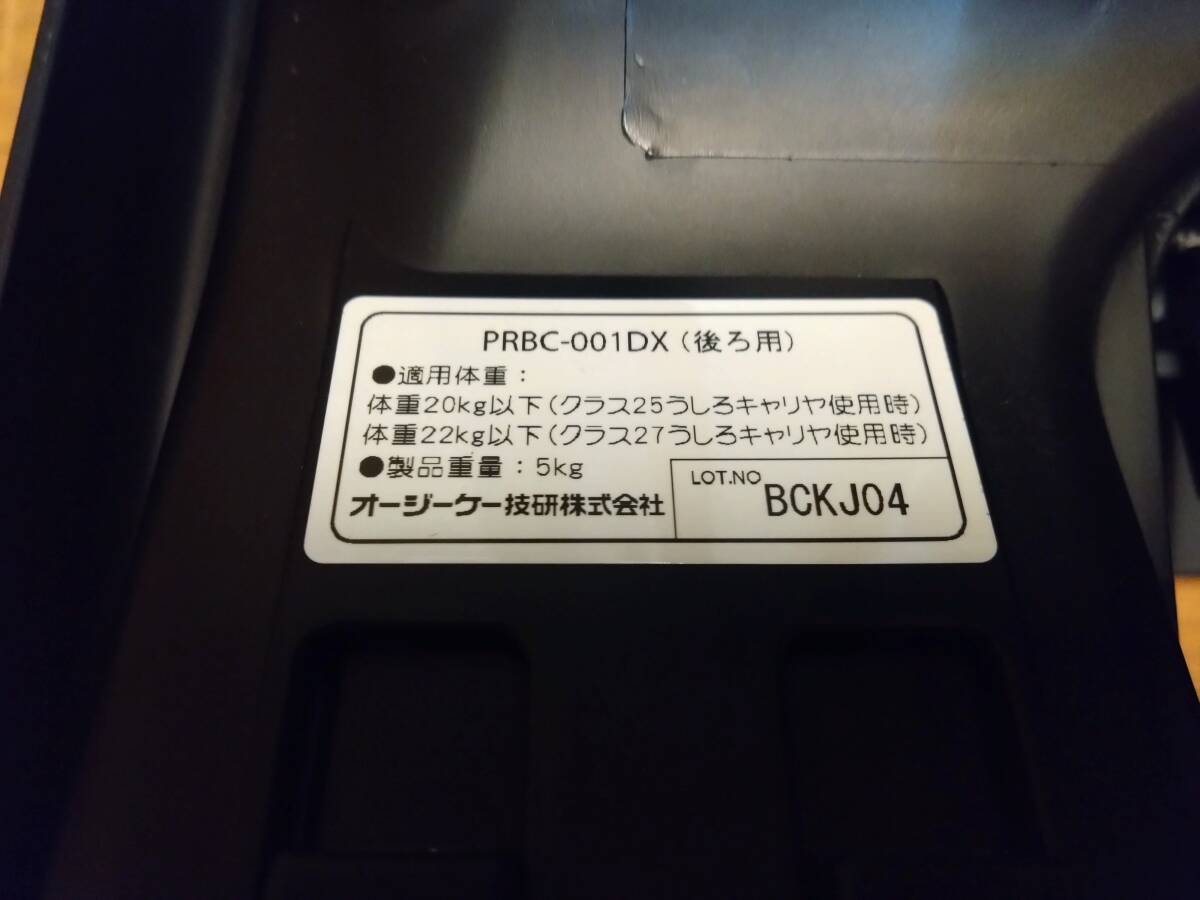 PRBC-001DX（後ろ用）
●適用体重：
体重20kg以下（クラス25うしろキャリヤ使用時）
体重22kg以下（クラス27うしろキャリヤ使用時）
●製品重量：5kg
オージーケー技研株式会社
LOT.NO BCKJ04